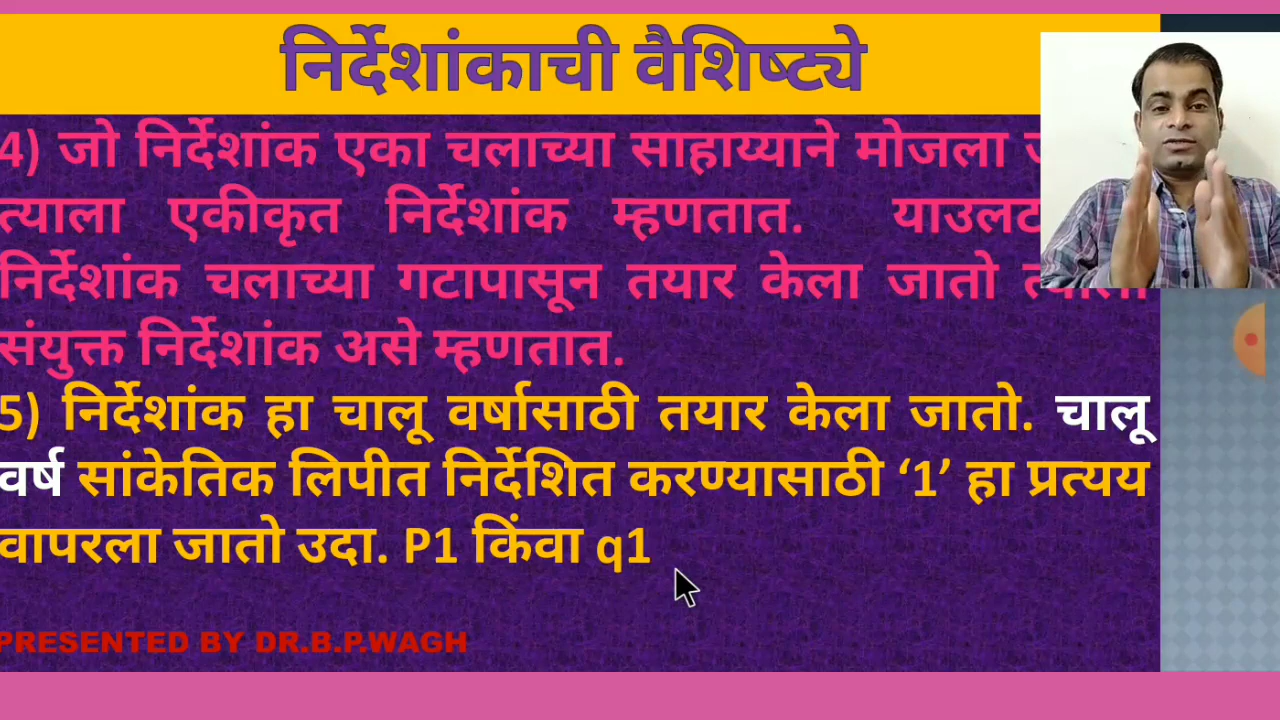 निर्देशांकाची वैशिष्ट्ये
4) जो निर्देशांक एका चलाच्या साहाय्याने मोजला
त्याला एकीकृत निर्देशांक म्हणतात. याउलट
निर्देशांक चलाच्या गटापासून तयार केला जातो त्याला
संयुक्त निर्देशांक असे म्हणतात.
5) निर्देशांक हा चालू वर्षासाठी तयार केला जातो. चालू
वर्ष सांकेतिक लिपीत निर्देशित करण्यासाठी ‘1’ हा प्रत्यय
वापरला जातो उदा. P1 किंवा q1
PRESENTED BY DR.B.P.WAGH